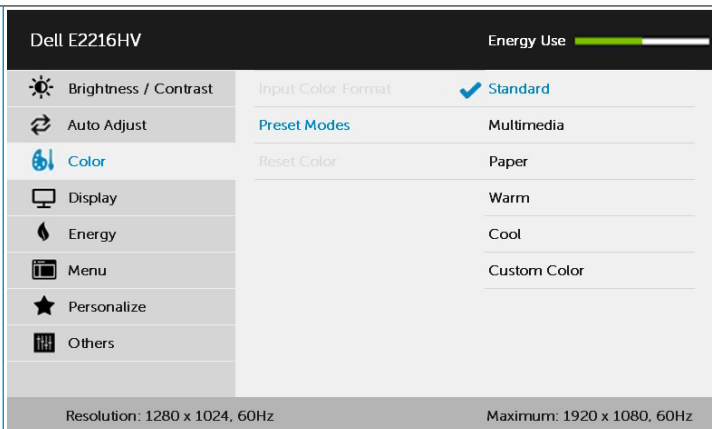 Dell E2216HV
Energy Use
Brightness / Contrast
Input Color Format
Standard
Auto Adjust
Preset Modes
Multimedia
Color
Reset Color
Paper
Display
Warm
Energy
Cool
Menu
Custom Color
Personalize
Others
Resolution: 1280 x 1024, 60Hz
Maximum: 1920 x 1080, 60Hz